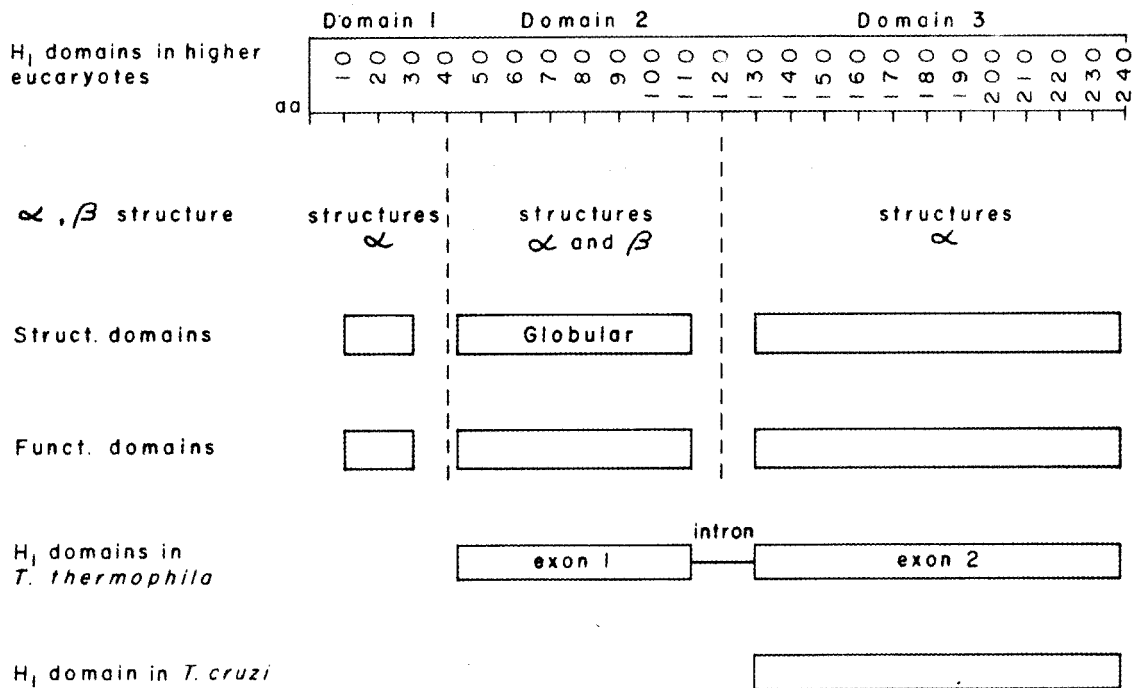 Domain 1 Domain 2 Domain 3
H₁ domains in higher
eucaryotes
aa 10 20 30 40 50 60 70 80 90 100 110 120 130 140 150 160 170 180 190 200 210 220 230 240
α , β structure
structures
α
structures
α and β
structures
α
Struct. domains
Globular
Funct. domains
intron
H₁ domains in
T. thermophila
exon 1
exon 2
H₁ domain in T. cruzi